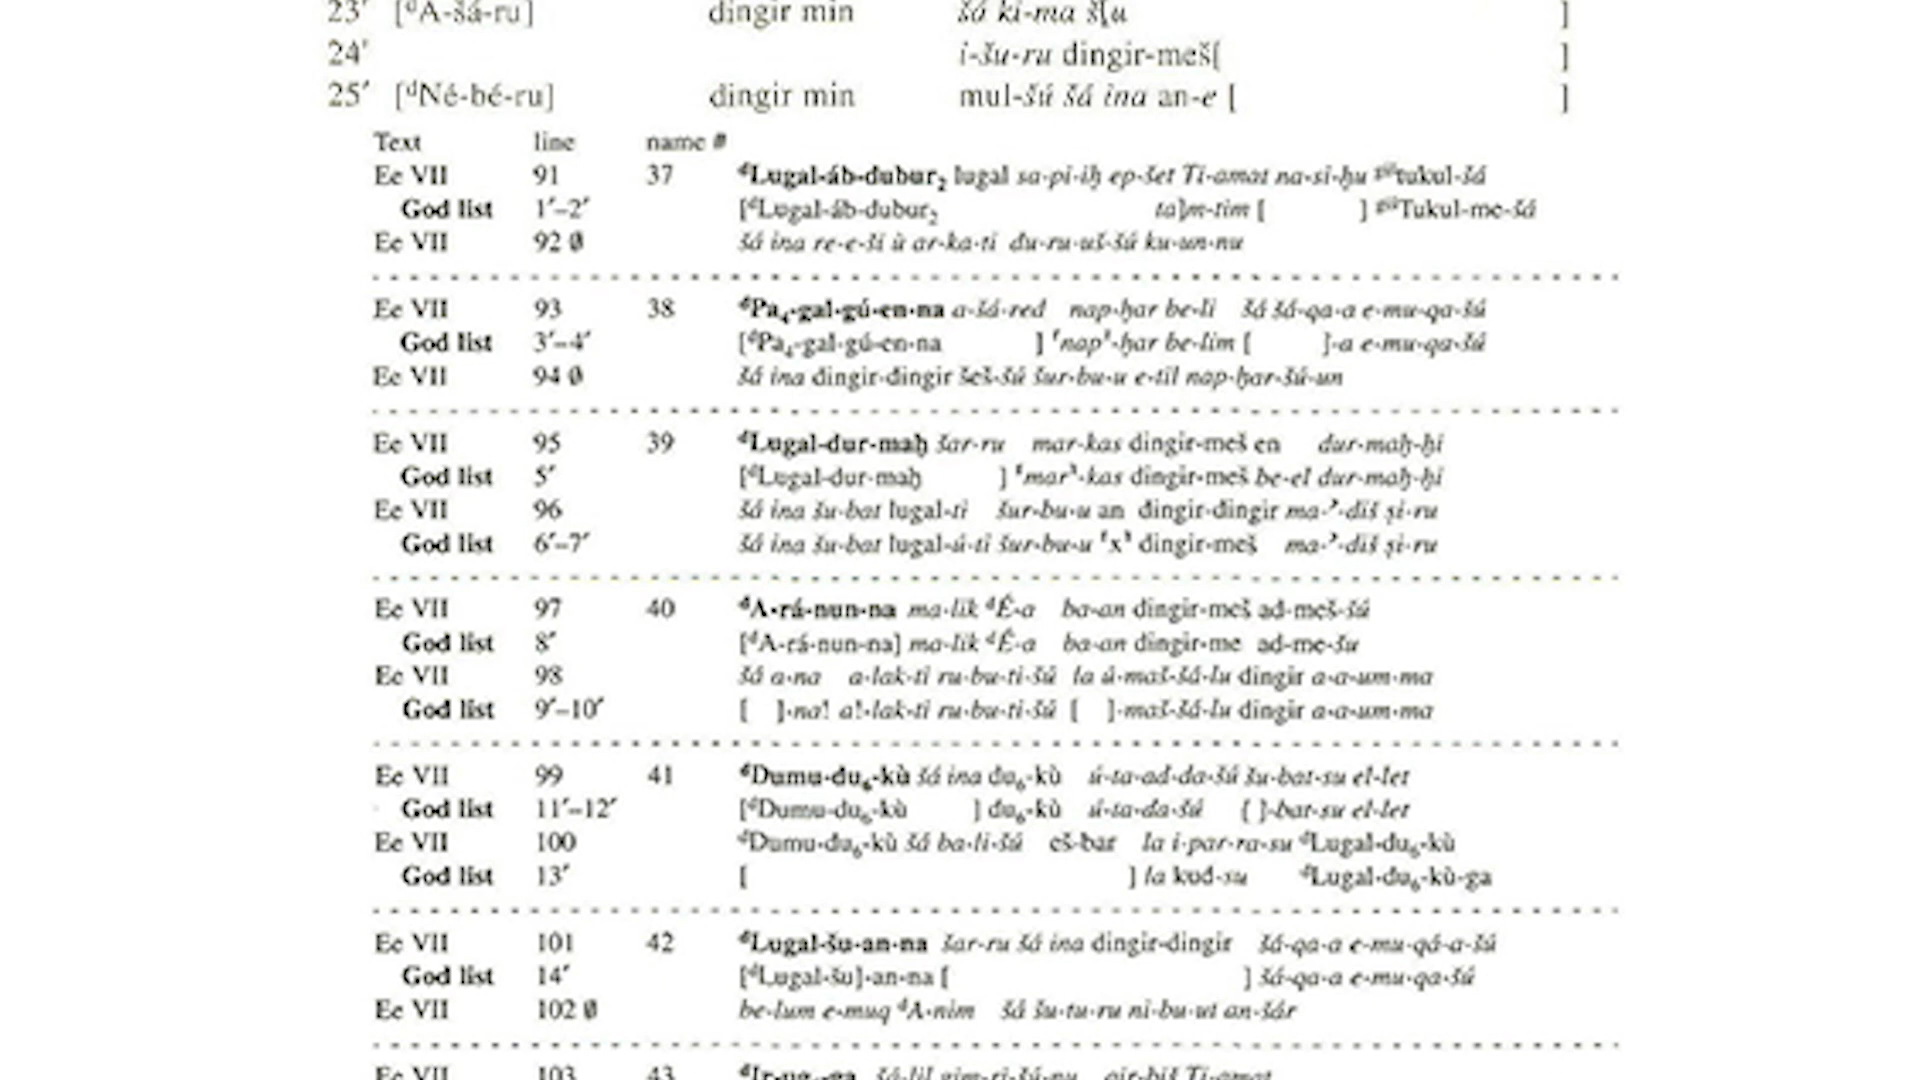 23′ [ᵈA-šá-ru] dingir min šá ki-ma š[u ]
24′ i-šu-ru dingir-meš[ ]
25′ [ᵈNé-bé-ru] dingir min mul-šú šá ina an-e [ ]
Text line name #
Ee VII 91 37 ᵈLugal-áb-dubur₂ lugal sa-pi-iḫ ep-šet Ti-amat na-si-ḫu ᵍⁱˢ̌tukul-šá
God list 1′–2′ [ᵈLugal-áb-dubur₂ ta]m-tim [ ] ᵍⁱˢ̌Tukul-me-šá
Ee VII 92 ∅ šá ina re-e-ši ù ar-ka-ti du-ru-uš-šú ku-un-nu
Ee VII 93 38 ᵈPa₄-gal-gú-en-na a-šá-red nap-ḫar be-li šá šá-qa-a e-mu-qa-šú
God list 3′–4′ [ᵈPa₄-gal-gú-en-na ] ⸢nap⸣-ḫar be-lim [ ]-a e-mu-qa-šú
Ee VII 94 ∅ šá ina dingir-dingir šeš-šú šur-bu-u e-til nap-ḫar-šú-un
Ee VII 95 39 ᵈLugal-dur-maḫ šar-ru mar-kas dingir-meš en dur-maḫ-ḫi
God list 5′ [ᵈLugal-dur-maḫ ] ⸢mar⸣-kas dingir-meš be-el dur-maḫ-ḫi
Ee VII 96 šá ina šu-bat lugal-ti šur-bu-u an dingir-dingir ma-ʾ-diš ṣi-ru
God list 6′–7′ šá ina šu-bat lugal-ú-ti šur-bu-u ⸢x⸣ dingir-meš ma-ʾ-diš ṣi-ru
Ee VII 97 40 ᵈA-rá-nun-na ma-lik ᵈÉ-a ba-an dingir-meš ad-meš-šú
God list 8′ [ᵈA-rá-nun-na] ma-lik ᵈÉ-a ba-an dingir-me ad-me-šu
Ee VII 98 šá a-na a-lak-ti ru-bu-ti-šú la ú-maš-šá-lu dingir a-a-um-ma
God list 9′–10′ [ ]-na! a!-lak-ti ru-bu-ti-šú [ ]-maš-šá-lu dingir a-a-um-ma
Ee VII 99 41 ᵈDumu-du₆-kù šá ina du₆-kù ú-ta-ad-da-šú šu-bat-su el-let
God list 11′–12′ [ᵈDumu-du₆-kù ] du₆-kù ú-ta-da-šú [ ]-bat-su el-let
Ee VII 100 ᵈDumu-du₆-kù šá ba-li-šú eš-bar la i-par-ra-su ᵈLugal-du₆-kù
God list 13′ [ ] la kud-su ᵈLugal-du₆-kù-ga
Ee VII 101 42 ᵈLugal-šu-an-na šar-ru šá ina dingir-dingir šá-qa-a e-mu-qá-a-šú
God list 14′ [ᵈLugal-šu]-an-na [ ] šá-qa-a e-mu-qa-šú
Ee VII 102 ∅ be-lum e-muq ᵈA-nim šá šu-tu-ru ni-bu-ut an-šár
Ee VII 103 43 ᵈIr-ug₅-ga šá-lil gim-ri-šú-nu qir-biš Ti-amat